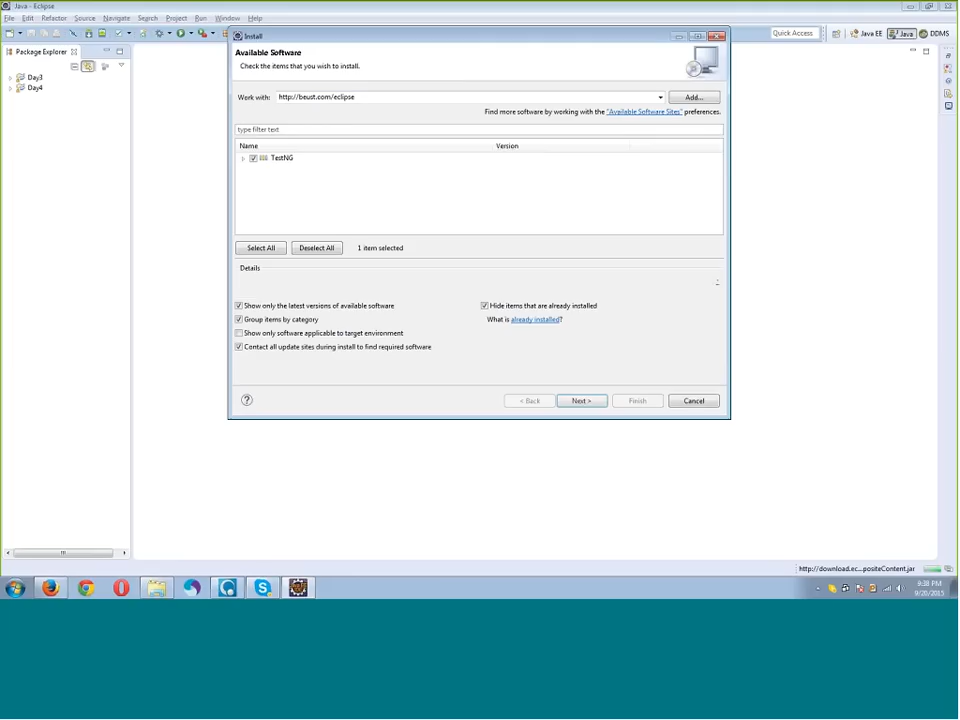 Java - Eclipse
File Edit Refactor Source Navigate Search Project Run Window Help
Quick Access
Java EE
Java
DDMS
Package Explorer
Day3
Day4
Install
Available Software
Check the items that you wish to install.
Work with: http://beust.com/eclipse
Add...
Find more software by working with the "Available Software Sites" preferences.
type filter text
Name Version
TestNG
Select All Deselect All 1 item selected
Details
Show only the latest versions of available software
Hide items that are already installed
Group items by category
What is already installed?
Show only software applicable to target environment
Contact all update sites during install to find required software
< Back Next > Finish Cancel
http://download.ec...positeContent.jar
9:38 PM
9/20/2015